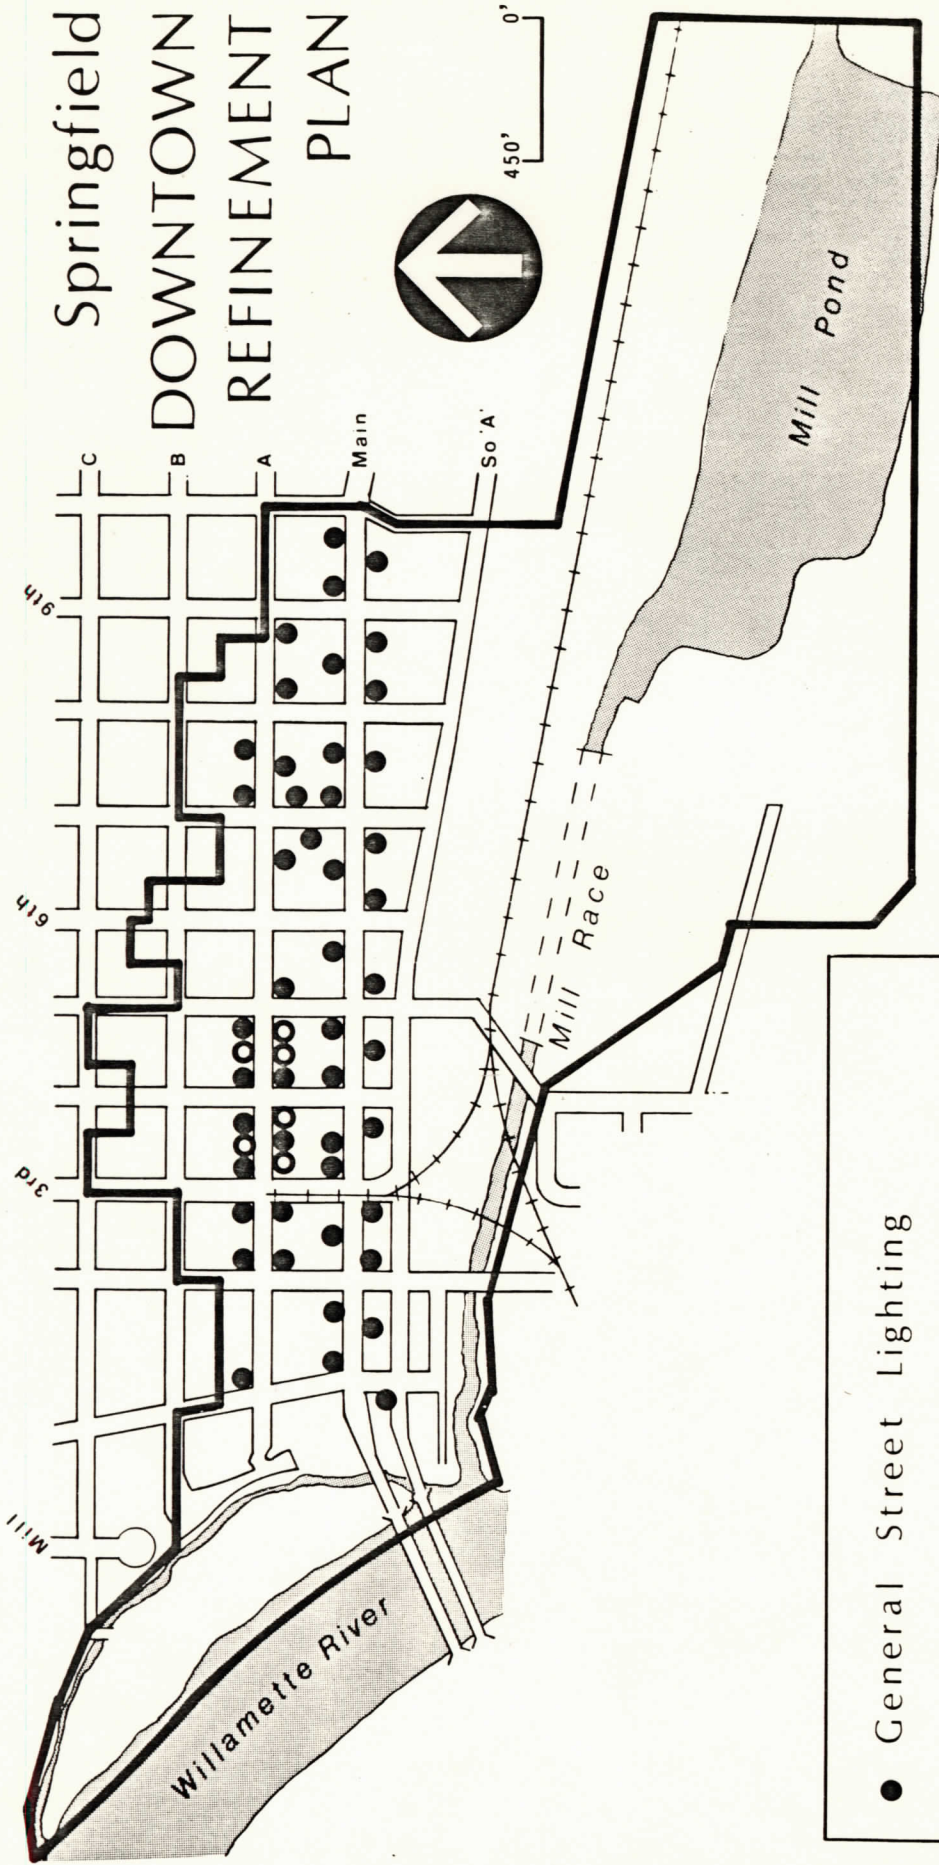 Springfield
DOWNTOWN
REFINEMENT
PLAN
450' 0'
Mill
3rd
6th
9th
C
B
A
Main
So 'A'
Willamette River
Mill Race
Mill Pond
General Street Lighting